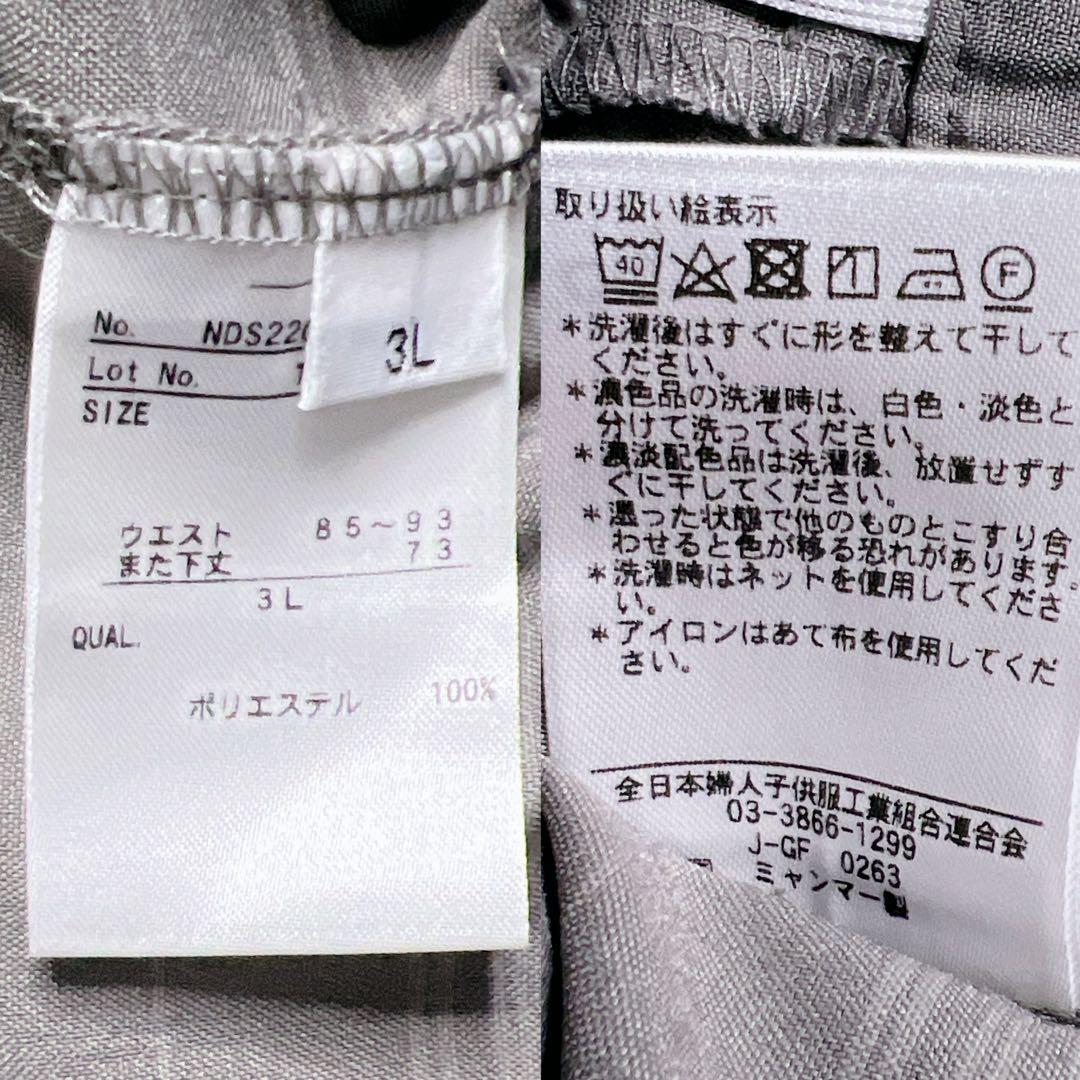 No. NDS220
3L
Lot No. 1
SIZE
ウエスト 85～93
また下丈 73
3L
QUAL.
ポリエステル 100%
取り扱い絵表示
40
F
*洗濯後はすぐに形を整えて干して
ください。
*濃色品の洗濯時は、白色・淡色と
分けて洗ってください。
*濃淡配色品は洗濯後、放置せずす
ぐに干してください。
*湿った状態で他のものとこすり合
わせると色が移る恐れがあります。
*洗濯時はネットを使用してくださ
い。
*アイロンはあて布を使用してくだ
さい。
全日本婦人子供服工業組合連合会
03-3866-1299
J-GF 0263
ミャンマー製